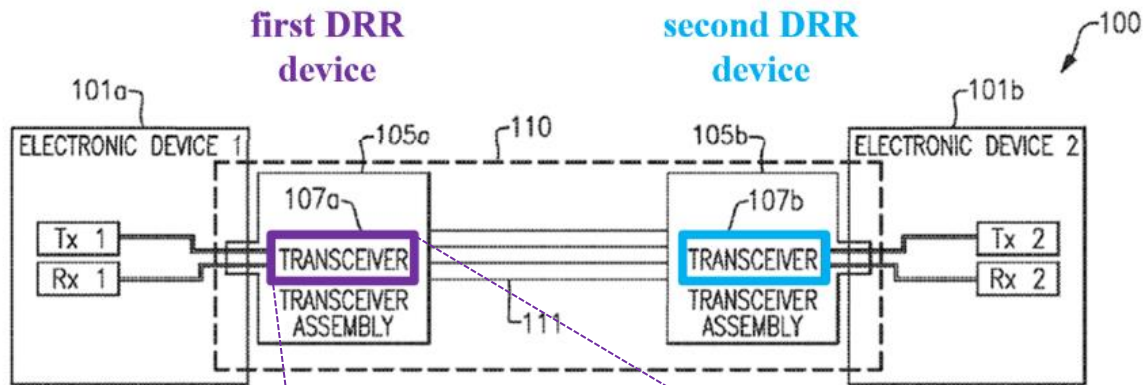 first DRR
device
second DRR
device
100
101a
101b
ELECTRONIC DEVICE 1
105a
110
105b
ELECTRONIC DEVICE 2
107a
107b
Tx 1
Rx 1
TRANSCEIVER
TRANSCEIVER
ASSEMBLY
111
TRANSCEIVER
TRANSCEIVER
ASSEMBLY
Tx 2
Rx 2